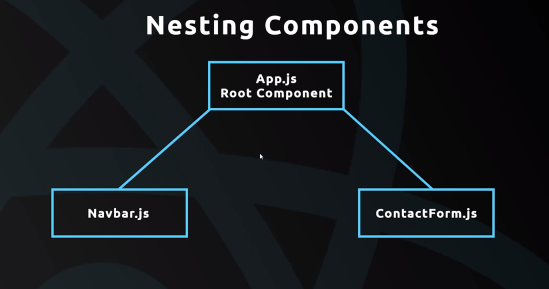 Nesting Components
App.js
Root Component
Navbar.js
ContactForm.js